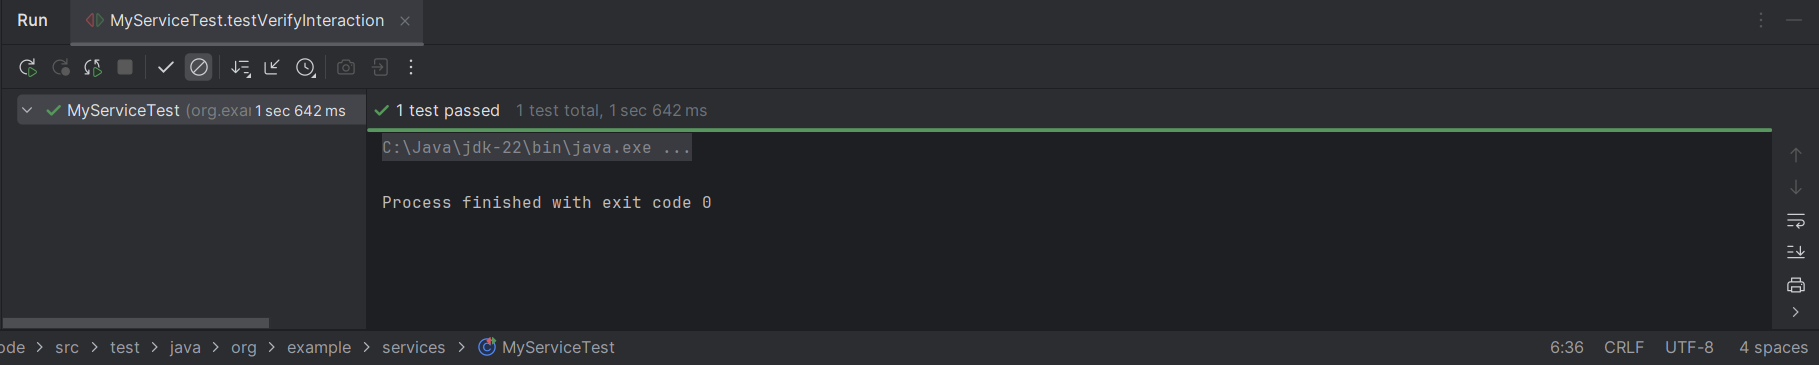 Run MyServiceTest.testVerifyInteraction
MyServiceTest (org.exa 1 sec 642 ms
1 test passed 1 test total, 1 sec 642 ms
C:\Java\jdk-22\bin\java.exe ...
Process finished with exit code 0
ode > src > test > java > org > example > services > MyServiceTest 6:36 CRLF UTF-8 4 spaces